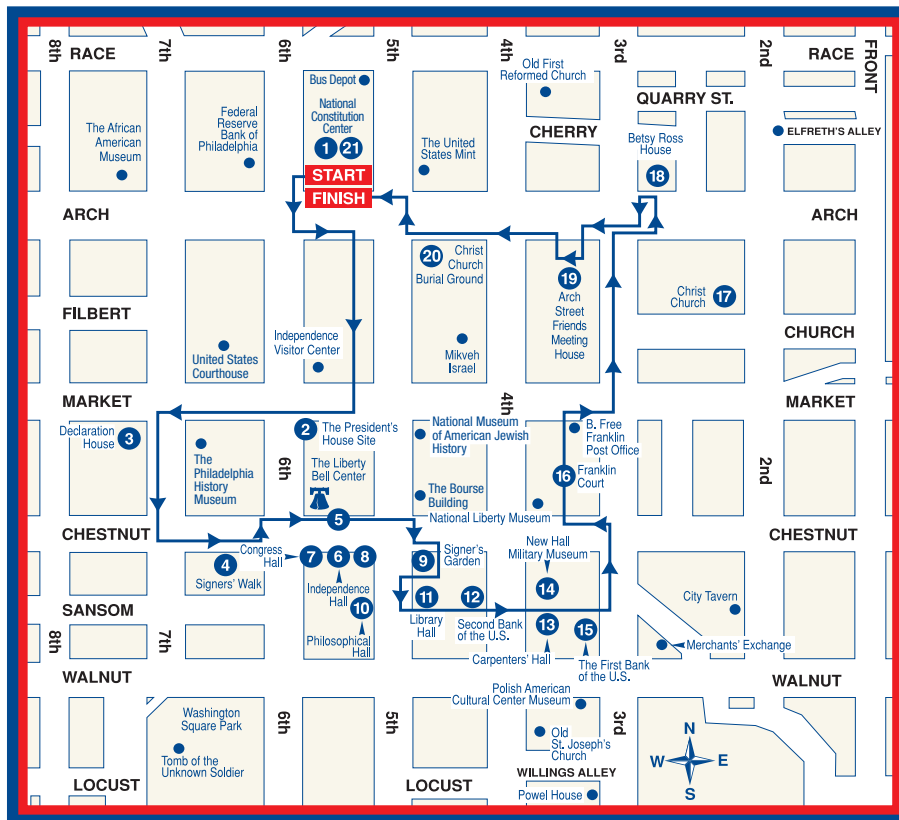 8th
7th
6th
5th
4th
3rd
2nd
FRONT
RACE
RACE
Bus Depot
National
Constitution
Center
1
21
START
FINISH
Old First
Reformed Church
QUARRY ST.
The African
American
Museum
Federal
Reserve
Bank of
Philadelphia
The United
States Mint
CHERRY
Betsy Ross
House
18
ELFRETH'S ALLEY
ARCH
ARCH
20
Christ
Church
Burial Ground
19
Arch
Street
Friends
Meeting
House
Christ
Church
17
FILBERT
CHURCH
United States
Courthouse
Independence
Visitor Center
Mikveh
Israel
MARKET
4th
MARKET
Declaration
House
3
The
Philadelphia
History
Museum
2
The President's
House Site
6th
The Liberty
Bell Center
5
National Museum
of American Jewish
History
The Bourse
Building
National Liberty Museum
B. Free
Franklin
Post Office
16
Franklin
Court
2nd
CHESTNUT
CHESTNUT
4
Signers' Walk
Congress
Hall
7
6
8
Independence
Hall
10
Philosophical
Hall
9
Signer's
Garden
11
Library
Hall
12
Second Bank
of the U.S.
New Hall
Military Museum
14
13
Carpenters' Hall
15
The First Bank
of the U.S.
City Tavern
Merchants' Exchange
SANSOM
8th
7th
WALNUT
WALNUT
Washington
Square Park
Tomb of the
Unknown Soldier
6th
5th
Polish American
Cultural Center Museum
3rd
Old
St. Joseph's
Church
WILLINGS ALLEY
Powel House
N
W
E
S
LOCUST
LOCUST